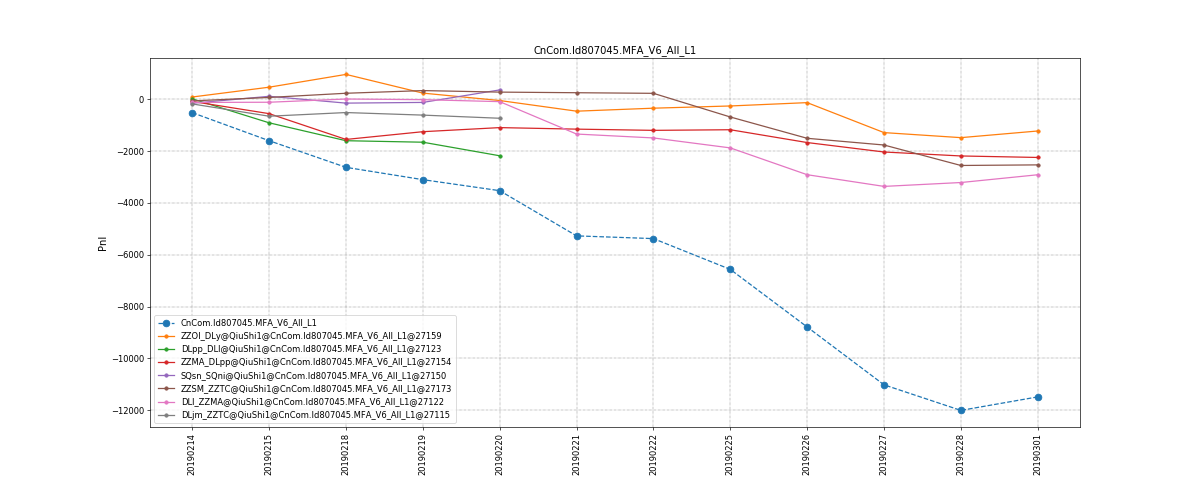 CnCom.Id807045.MFA_V6_All_L1
PnI
0
−2000
−4000
−6000
−8000
−10000
−12000
CnCom.Id807045.MFA_V6_All_L1
ZZOI_DLy@QiuShi1@CnCom.Id807045.MFA_V6_All_L1@27159
DLpp_DLl@QiuShi1@CnCom.Id807045.MFA_V6_All_L1@27123
ZZMA_DLpp@QiuShi1@CnCom.Id807045.MFA_V6_All_L1@27154
SQsn_SQni@QiuShi1@CnCom.Id807045.MFA_V6_All_L1@27150
ZZSM_ZZTC@QiuShi1@CnCom.Id807045.MFA_V6_All_L1@27173
DLl_ZZMA@QiuShi1@CnCom.Id807045.MFA_V6_All_L1@27122
DLjm_ZZTC@QiuShi1@CnCom.Id807045.MFA_V6_All_L1@27115
20190214
20190215
20190218
20190219
20190220
20190221
20190222
20190225
20190226
20190227
20190228
20190301